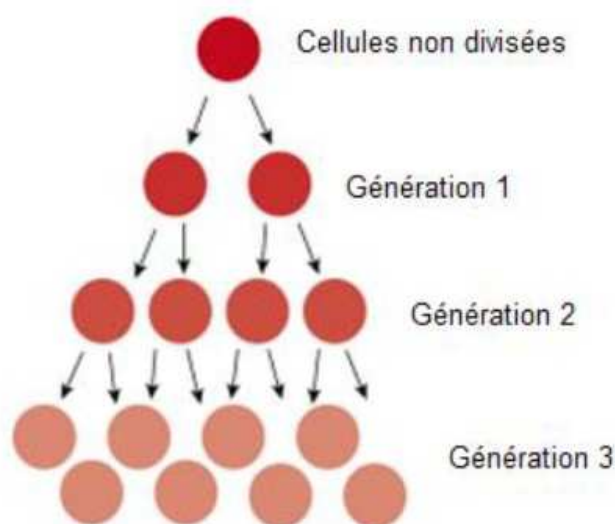 Cellules non divisées
Génération 1
Génération 2
Génération 3